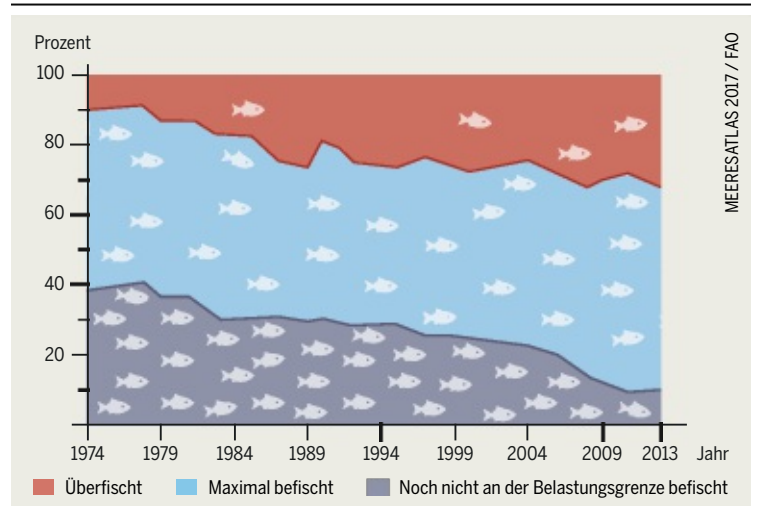 Prozent
100
80
60
40
20
1974 1979 1984 1989 1994 1999 2004 2009 2013 Jahr
Überfischt Maximal befischt Noch nicht an der Belastungsgrenze befischt
MEERESATLAS 2017 / FAO